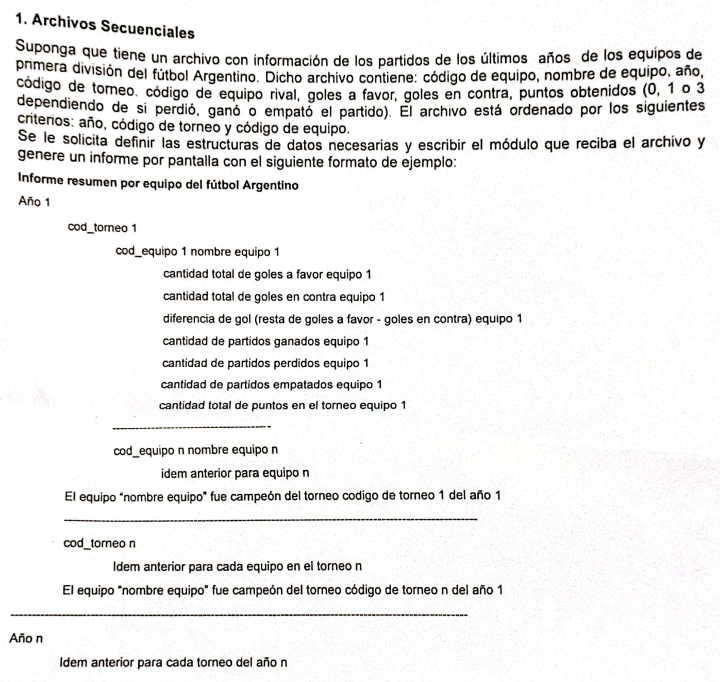 1. Archivos Secuenciales
Suponga que tiene un archivo con información de los partidos de los últimos años de los equipos de
primera división del fútbol Argentino. Dicho archivo contiene: código de equipo, nombre de equipo, año,
código de torneo. código de equipo rival, goles a favor, goles en contra, puntos obtenidos (0, 1 o 3
dependiendo de si perdió, ganó o empató el partido). El archivo está ordenado por los siguientes
criterios: año, código de torneo y código de equipo.
Se le solicita definir las estructuras de datos necesarias y escribir el módulo que reciba el archivo y
genere un informe por pantalla con el siguiente formato de ejemplo:
Informe resumen por equipo del fútbol Argentino
Año 1
cod_torneo 1
cod_equipo 1 nombre equipo 1
cantidad total de goles a favor equipo 1
cantidad total de goles en contra equipo 1
diferencia de gol (resta de goles a favor - goles en contra) equipo 1
cantidad de partidos ganados equipo 1
cantidad de partidos perdidos equipo 1
cantidad de partidos empatados equipo 1
cantidad total de puntos en el torneo equipo 1
----------------------------------------
cod_equipo n nombre equipo n
idem anterior para equipo n
El equipo "nombre equipo" fue campeón del torneo codigo de torneo 1 del año 1
----------------------------------------------------------------------------------------------------
cod_torneo n
Idem anterior para cada equipo en el torneo n
El equipo "nombre equipo" fue campeón del torneo código de torneo n del año 1
----------------------------------------------------------------------------------------------------------------
Año n
Idem anterior para cada torneo del año n